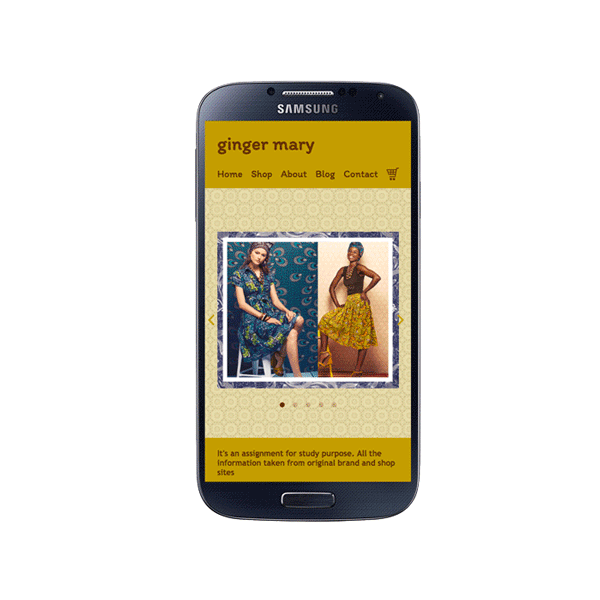 SAMSUNG
ginger mary
Home Shop About Blog Contact
It's an assignment for study purpose. All the
information taken from original brand and shop
sites